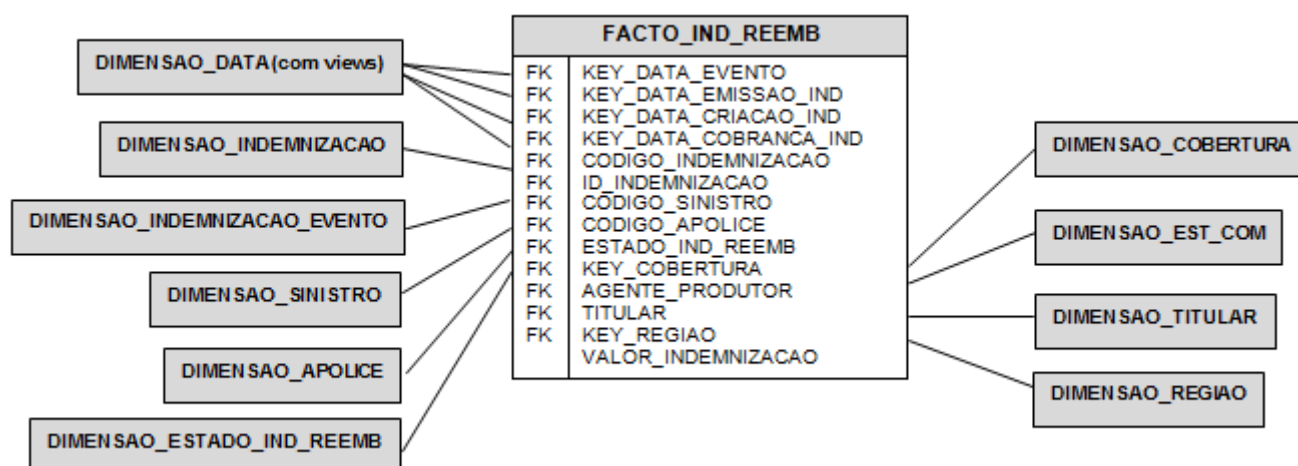 FACTO_IND_REEMB
DIMENSAO_DATA(com views)
DIMENSAO_INDEMNIZACAO
DIMENSAO_INDEMNIZACAO_EVENTO
DIMENSAO_SINISTRO
DIMENSAO_APOLICE
DIMENSAO_ESTADO_IND_REEMB
FK KEY_DATA_EVENTO
FK KEY_DATA_EMISSAO_IND
FK KEY_DATA_CRIACAO_IND
FK KEY_DATA_COBRANCA_IND
FK CODIGO_INDEMNIZACAO
FK ID_INDEMNIZACAO
FK CODIGO_SINISTRO
FK CODIGO_APOLICE
FK ESTADO_IND_REEMB
FK KEY_COBERTURA
FK AGENTE_PRODUTOR
FK TITULAR
FK KEY_REGIAO
VALOR_INDEMNIZACAO
DIMENSAO_COBERTURA
DIMENSAO_EST_COM
DIMENSAO_TITULAR
DIMENSAO_REGIAO